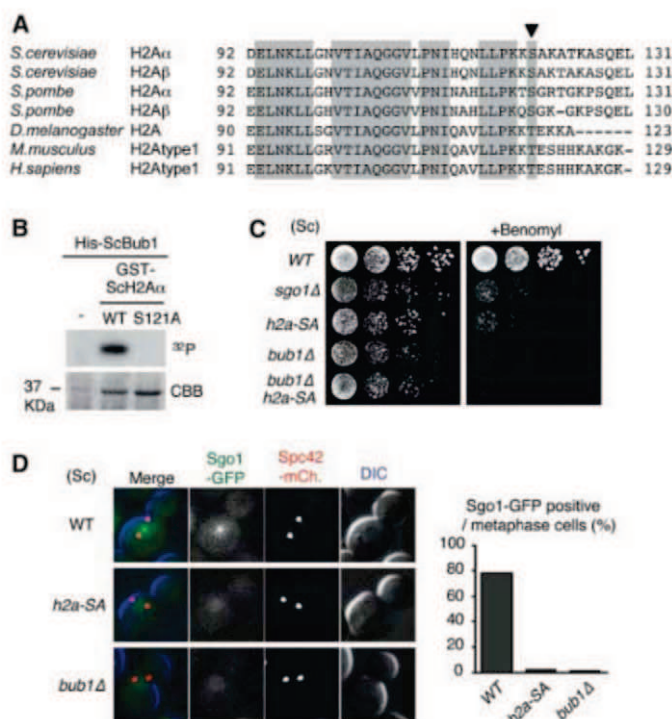 A
S.cerevisiae H2Aα 92 DELNKLLGNVTIAQGGVLPNIHQNLLPKKSAKATKASQEL 131
S.cerevisiae H2Aβ 92 DELNKLLGNVTIAQGGVLPNIHQNLLPKKSAKTAKASQEL 131
S.pombe H2Aα 92 EELNKLLGHVTIAQGGVVPNINAHLLPKTSGRTGKPSQEL 131
S.pombe H2Aβ 92 EELNKLLGHVTIAQGGVVPNINAHLLPKQSGK-GKPSQEL 130
D.melanogaster H2A 90 EELNKLLSGVTIAQGGVLPNIQAVLLPKKTEKKA------ 123
M.musculus H2Atype1 91 EELNKLLGRVTIAQGGVLPNIQAVLLPKKTESHHKAKGK- 129
H.sapiens H2Atype1 91 EELNKLLGKVTIAQGGVLPNIQAVLLPKKTESHHKAKGK- 129
B
His-ScBub1
GST-
ScH2Aα
- WT S121A
32P
37 –
KDa
CBB
C
(Sc)
+Benomyl
WT
sgo1Δ
h2a-SA
bub1Δ
bub1Δ
h2a-SA
D
(Sc)
Merge
Sgo1
-GFP
Spc42
-mCh.
DIC
WT
h2a-SA
bub1Δ
Sgo1-GFP positive
/ metaphase cells (%)
80
60
40
20
0
WT
h2a-SA
bub1Δ